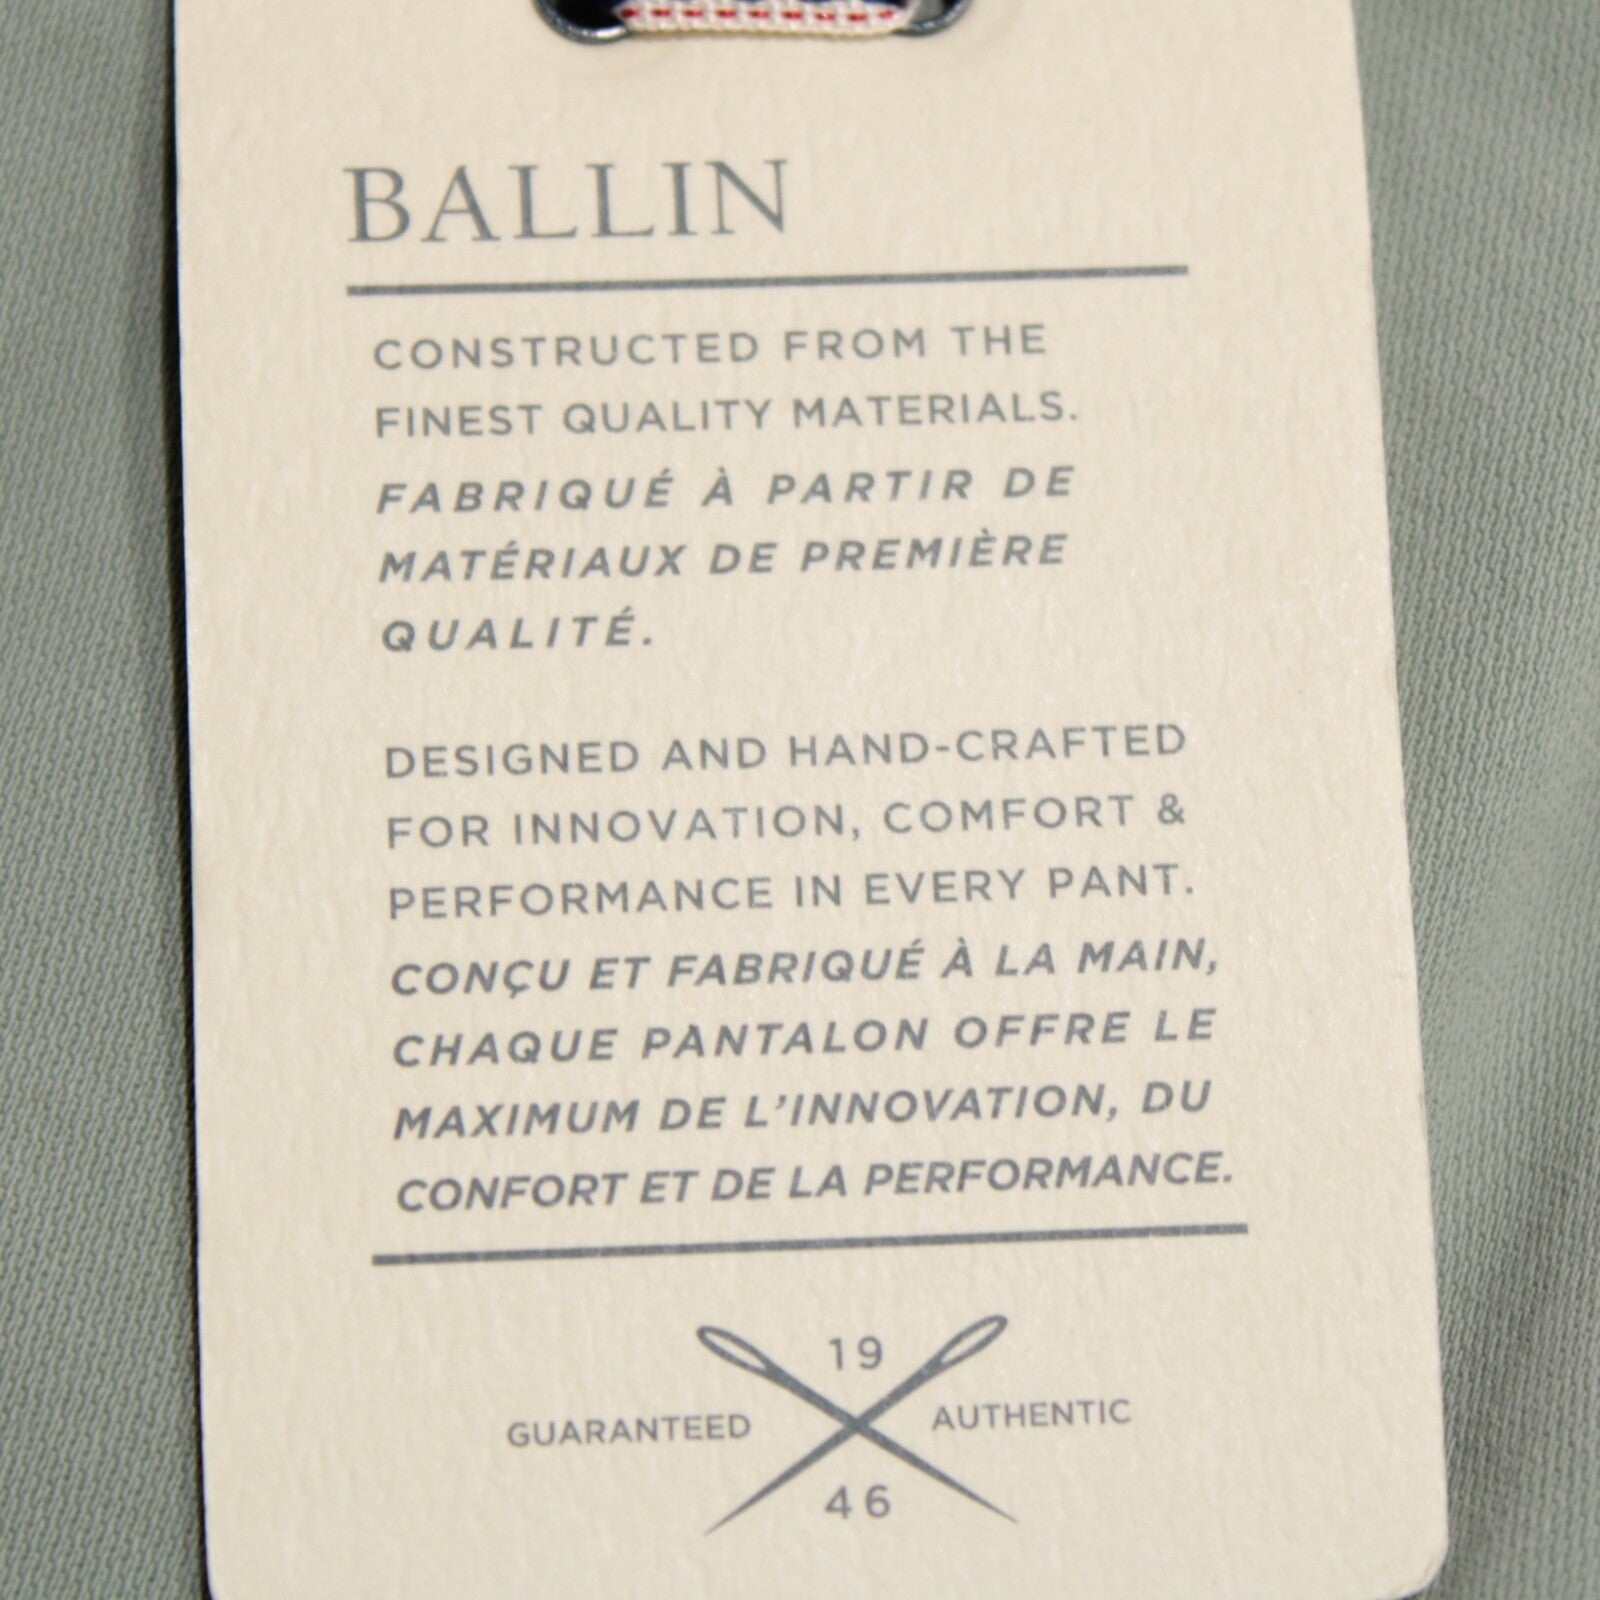 BALLIN
CONSTRUCTED FROM THE
FINEST QUALITY MATERIALS.
FABRIQUÉ À PARTIR DE
MATÉRIAUX DE PREMIÈRE
QUALITÉ.
DESIGNED AND HAND-CRAFTED
FOR INNOVATION, COMFORT &
PERFORMANCE IN EVERY PANT.
CONÇU ET FABRIQUÉ À LA MAIN,
CHAQUE PANTALON OFFRE LE
MAXIMUM DE L'INNOVATION, DU
CONFORT ET DE LA PERFORMANCE.
19
GUARANTEED AUTHENTIC
46